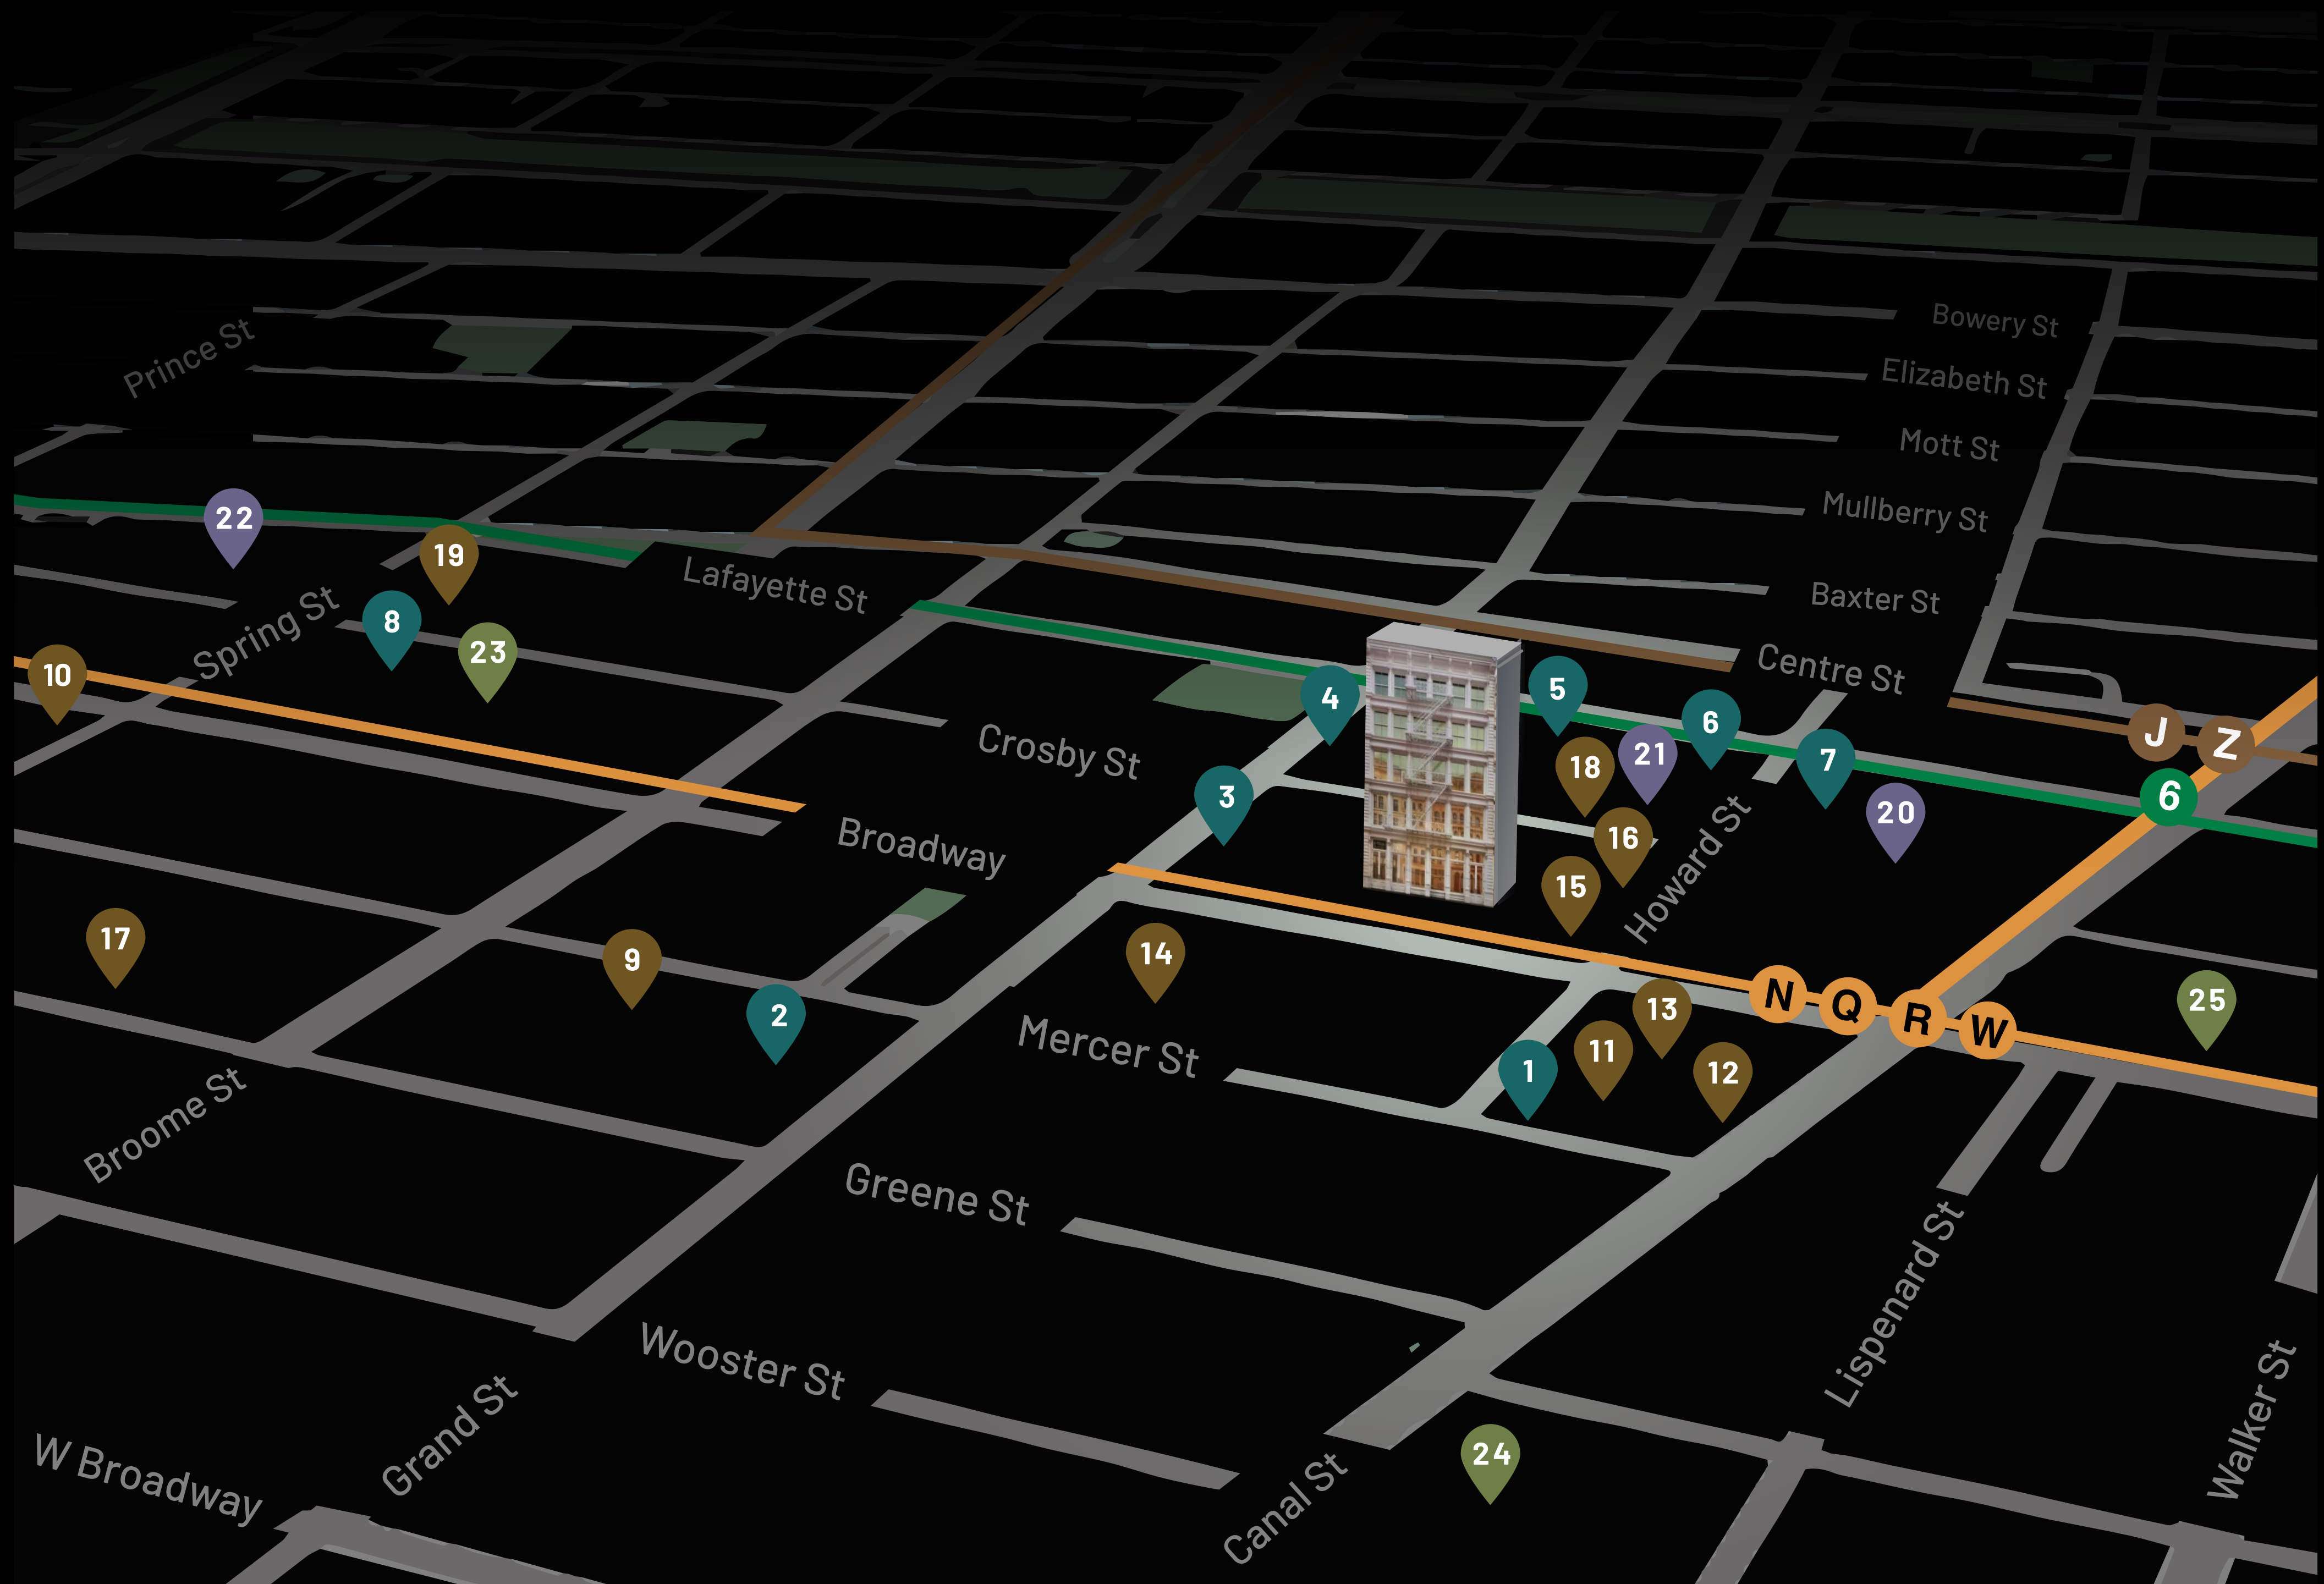 Bowery St
Prince St
Elizabeth St
Mott St
Mullberry St
22
19
Lafayette St
Baxter St
Spring St
8
23
10
Centre St
4
5
6
7
J
Z
Crosby St
18
21
3
6
20
Broadway
16
Howard St
15
17
9
14
2
Mercer St
N
Q
R
W
13
25
11
1
12
Broome St
Greene St
Lispenard St
Wooster St
Grand St
W Broadway
24
Canal St
Walker St